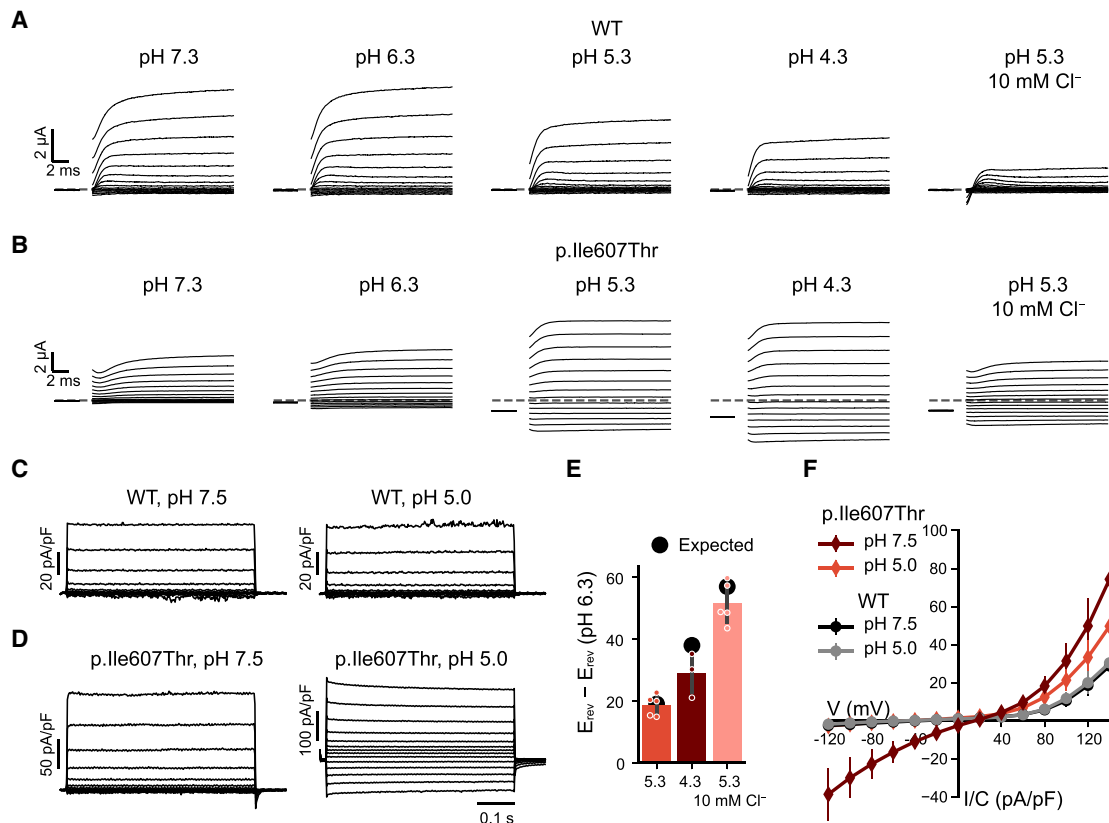 A
WT
pH 7.3
pH 6.3
pH 5.3
pH 4.3
pH 5.3
10 mM Cl⁻
2 µA
2 ms
B
p.Ile607Thr
pH 7.3
pH 6.3
pH 5.3
pH 4.3
pH 5.3
10 mM Cl⁻
2 µA
2 ms
C
WT, pH 7.5
WT, pH 5.0
20 pA/pF
20 pA/pF
D
p.Ile607Thr, pH 7.5
p.Ile607Thr, pH 5.0
50 pA/pF
100 pA/pF
0.1 s
E
Expected
Erev – Erev (pH 6.3)
60
40
20
0
5.3
4.3
5.3
10 mM Cl⁻
F
p.Ile607Thr
pH 7.5
pH 5.0
WT
pH 7.5
pH 5.0
V (mV)
I/C (pA/pF)
100
80
60
40
20
-20
−40
-120
-80
-40
40
80
120